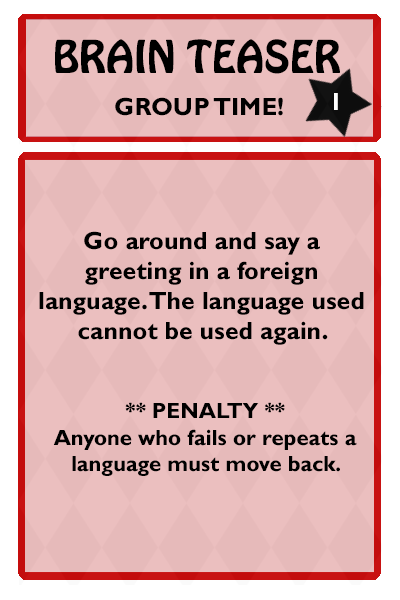 BRAIN TEASER
GROUP TIME!
1
Go around and say a
greeting in a foreign
language. The language used
cannot be used again.
** PENALTY **
Anyone who fails or repeats a
language must move back.